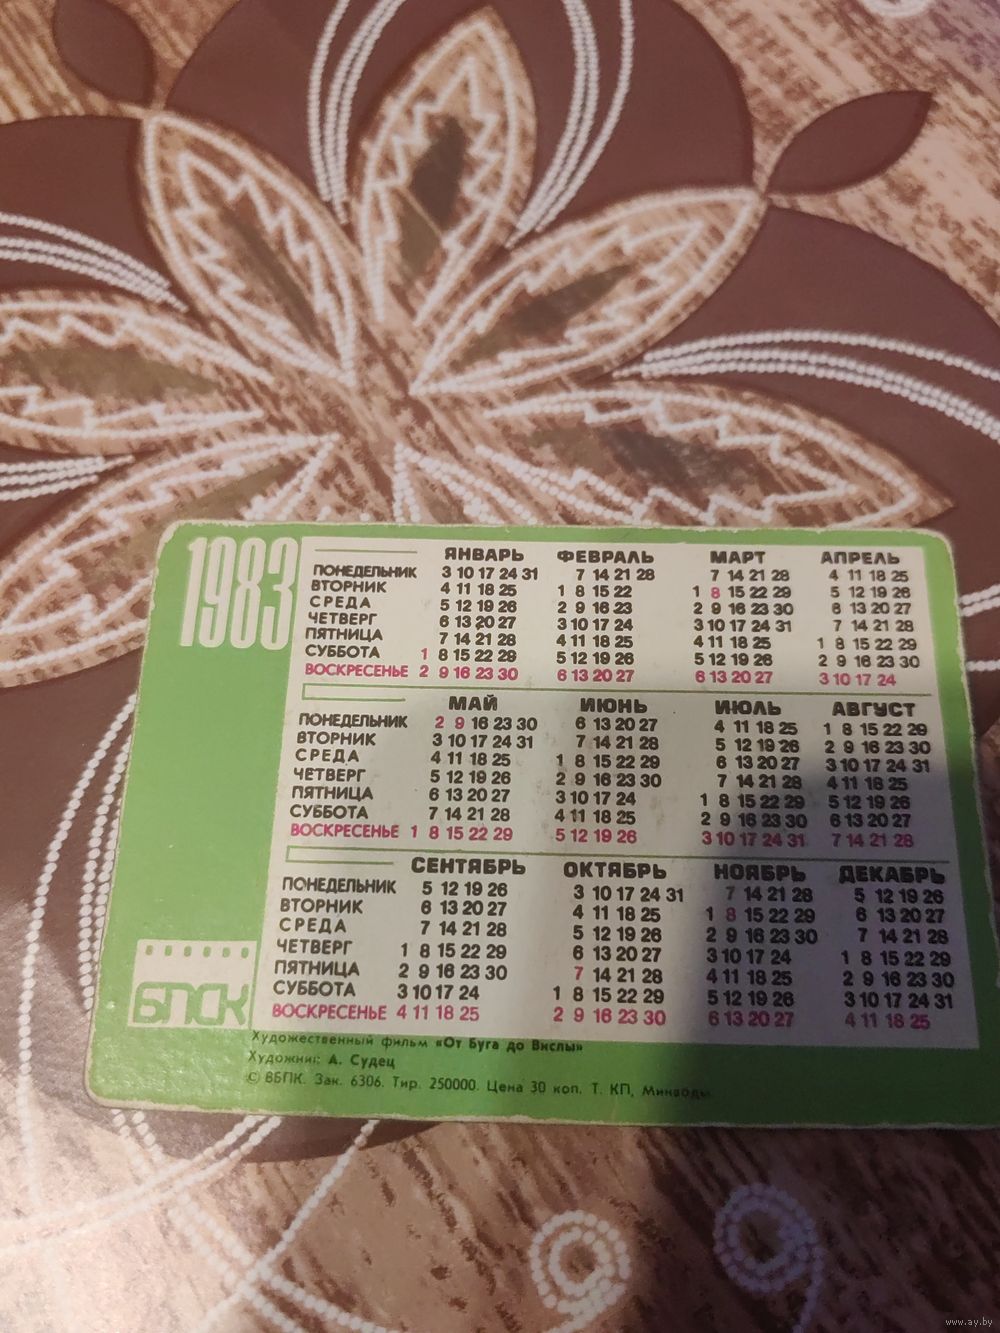 1983
ЯНВАРЬ ФЕВРАЛЬ МАРТ АПРЕЛЬ
ПОНЕДЕЛЬНИК 3 10 17 24 31 7 14 21 28 7 14 21 28 4 11 18 25
ВТОРНИК 4 11 18 25 1 8 15 22 1 8 15 22 29 5 12 19 26
СРЕДА 5 12 19 26 2 9 16 23 2 9 16 23 30 6 13 20 27
ЧЕТВЕРГ 6 13 20 27 3 10 17 24 3 10 17 24 31 7 14 21 28
ПЯТНИЦА 7 14 21 28 4 11 18 25 4 11 18 25 1 8 15 22 29
СУББОТА 1 8 15 22 29 5 12 19 26 5 12 19 26 2 9 16 23 30
ВОСКРЕСЕНЬЕ 2 9 16 23 30 6 13 20 27 6 13 20 27 3 10 17 24
МАЙ ИЮНЬ ИЮЛЬ АВГУСТ
ПОНЕДЕЛЬНИК 2 9 16 23 30 6 13 20 27 4 11 18 25 1 8 15 22 29
ВТОРНИК 3 10 17 24 31 7 14 21 28 5 12 19 26 2 9 16 23 30
СРЕДА 4 11 18 25 1 8 15 22 29 6 13 20 27 3 10 17 24 31
ЧЕТВЕРГ 5 12 19 26 2 9 16 23 30 7 14 21 28 4 11 18 25
ПЯТНИЦА 6 13 20 27 3 10 17 24 1 8 15 22 29 5 12 19 26
СУББОТА 7 14 21 28 4 11 18 25 2 9 16 23 30 6 13 20 27
ВОСКРЕСЕНЬЕ 1 8 15 22 29 5 12 19 26 3 10 17 24 31 7 14 21 28
СЕНТЯБРЬ ОКТЯБРЬ НОЯБРЬ ДЕКАБРЬ
ПОНЕДЕЛЬНИК 5 12 19 26 3 10 17 24 31 7 14 21 28 5 12 19 26
ВТОРНИК 6 13 20 27 4 11 18 25 1 8 15 22 29 6 13 20 27
СРЕДА 7 14 21 28 5 12 19 26 2 9 16 23 30 7 14 21 28
ЧЕТВЕРГ 1 8 15 22 29 6 13 20 27 3 10 17 24 1 8 15 22 29
ПЯТНИЦА 2 9 16 23 30 7 14 21 28 4 11 18 25 2 9 16 23 30
СУББОТА 3 10 17 24 1 8 15 22 29 5 12 19 26 3 10 17 24 31
ВОСКРЕСЕНЬЕ 4 11 18 25 2 9 16 23 30 6 13 20 27 4 11 18 25
БПСК
Художественный фильм «От Буга до Вислы»
Художник А. Судец
© ВБПК. Зак. 6306. Тир. 250000. Цена 30 коп. Т. КП, Минводы.
www.ay.by